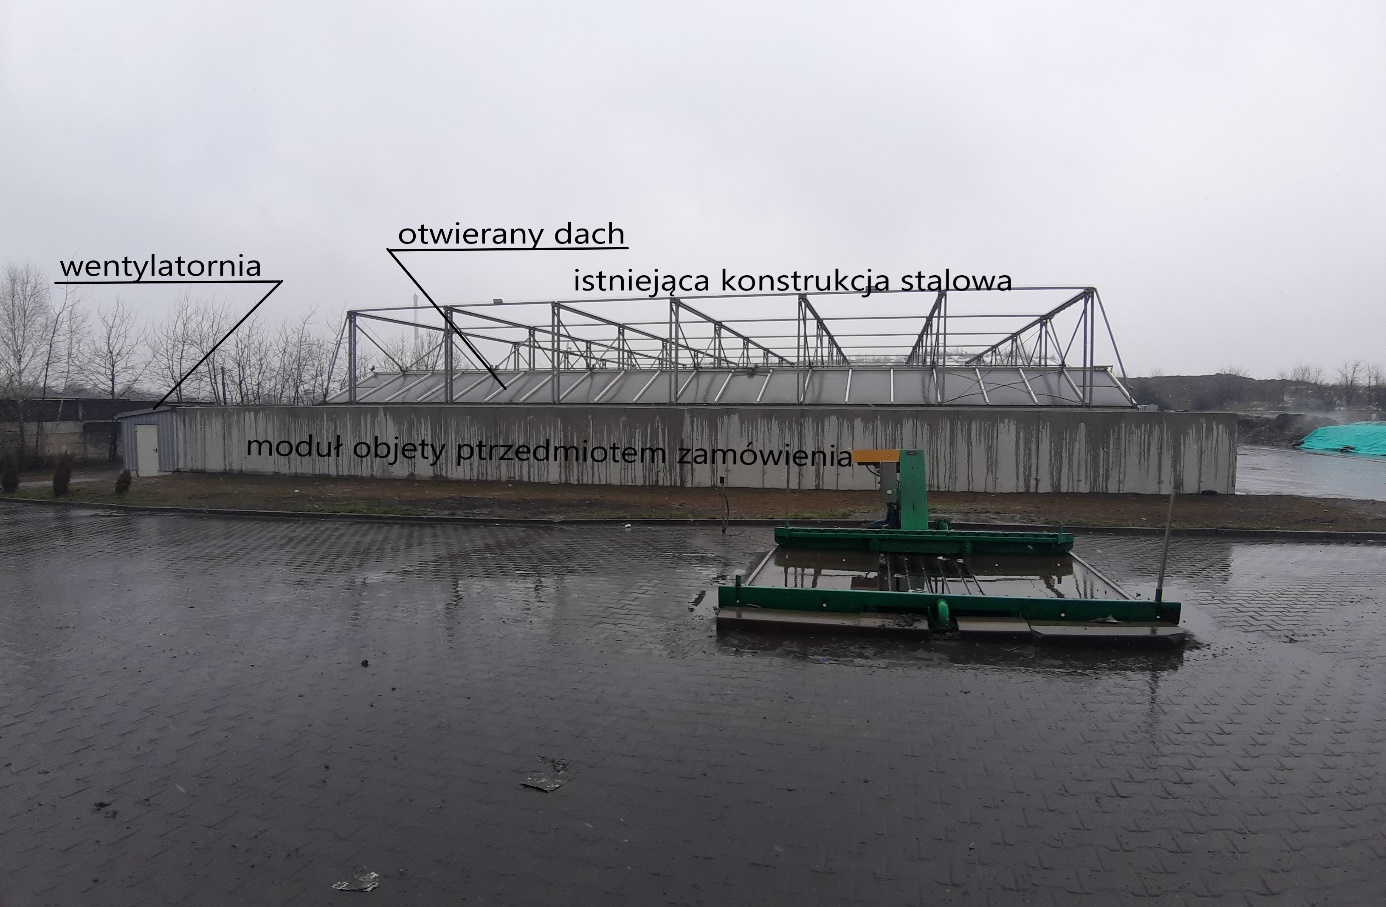 otwierany dach
wentylatornia
istniejąca konstrukcja stalowa
moduł objety ptrzedmiotem zamówienia